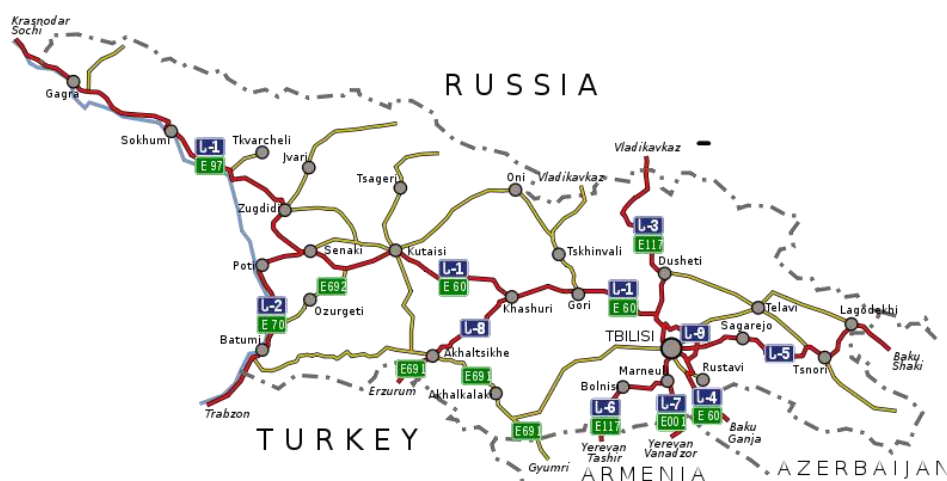 Krasnodar
Sochi
RUSSIA
Gagra
Sokhumi
ს-1
E 97
Tkvarcheli
Jvari
Tsageri
Oni
Vladikavkaz
Vladikavkaz
Zugdidi
ს-3
E117
Senaki
Kutaisi
Tskhinvali
Poti
Dusheti
ს-1
E 60
E692
ს-1
E 60
Khashuri
Gori
ს-2
E 70
Ozurgeti
Telavi
Lagodekhi
ს-8
ს-9
Sagarejo
TBILISI
Batumi
Akhaltsikhe
ს-5
Baku
Shaki
E691
E691
Marneul
Rustavi
Tsnori
Erzurum
Akhalkalaki
Bolnisi
ს-4
E 60
Trabzon
ს-6
E117
ს-7
E001
E691
Baku
Ganja
TURKEY
Yerevan
Tashir
Yerevan
Vanadzor
Gyumri
ARMENIA
AZERBAIJAN